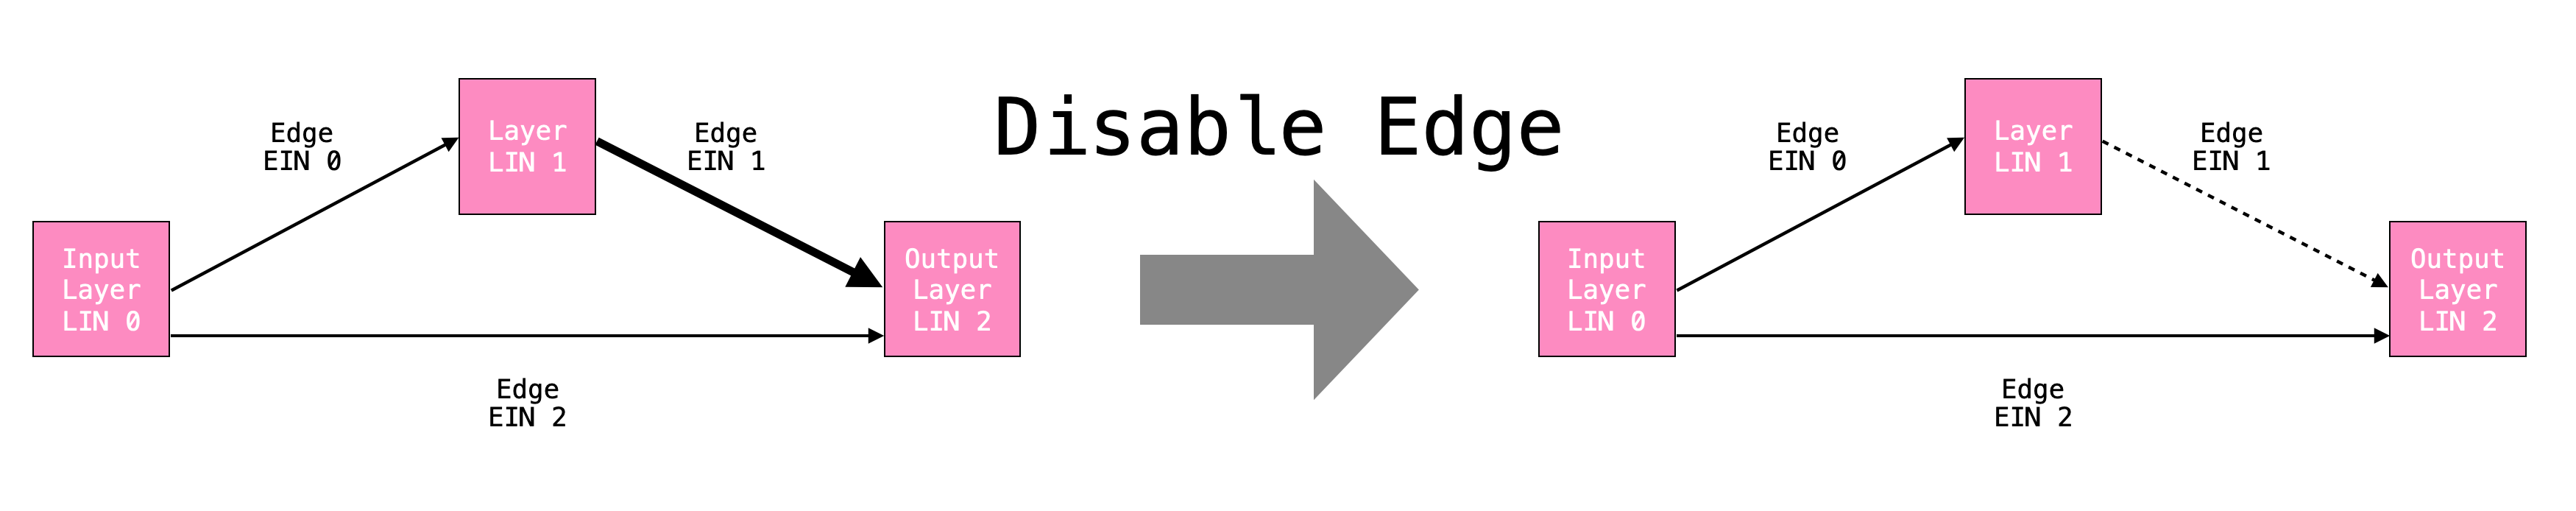 Edge
EIN 0
Layer
LIN 1
Edge
EIN 1
Input
Layer
LIN 0
Output
Layer
LIN 2
Edge
EIN 2
Disable Edge
Edge
EIN 0
Layer
LIN 1
Edge
EIN 1
Input
Layer
LIN 0
Output
Layer
LIN 2
Edge
EIN 2